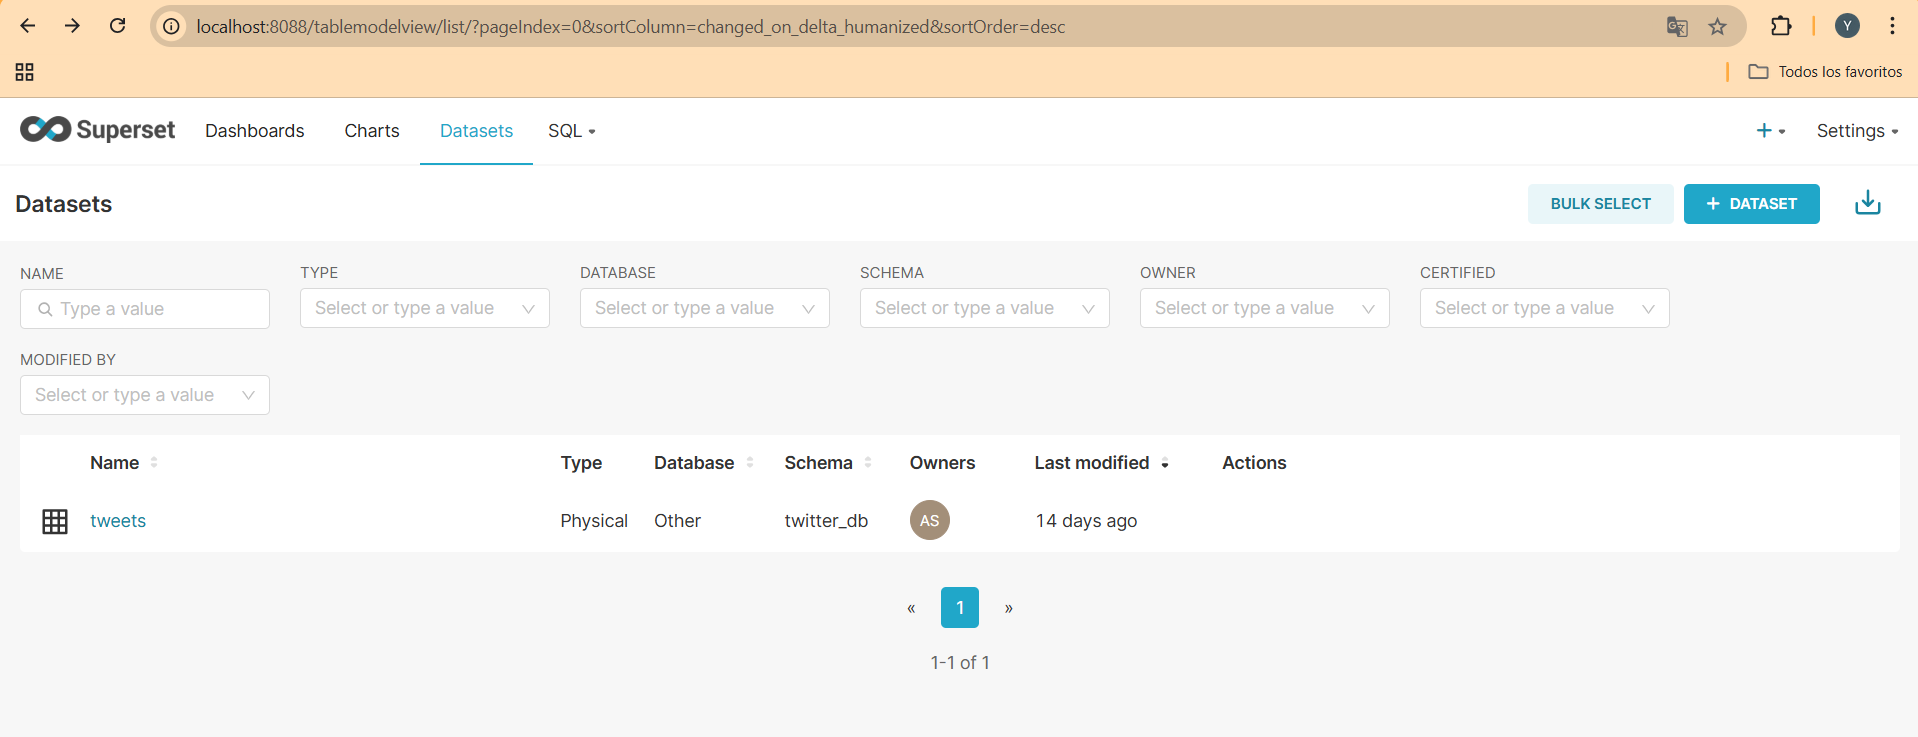 localhost:8088/tablemodelview/list/?pageIndex=0&sortColumn=changed_on_delta_humanized&sortOrder=desc
Y
Todos los favoritos
Superset Dashboards Charts Datasets SQL + Settings
Datasets BULK SELECT + DATASET
NAME TYPE DATABASE SCHEMA OWNER CERTIFIED
Type a value Select or type a value Select or type a value Select or type a value Select or type a value Select or type a value
MODIFIED BY
Select or type a value
Name Type Database Schema Owners Last modified Actions
tweets Physical Other twitter_db AS 14 days ago
« 1 »
1-1 of 1